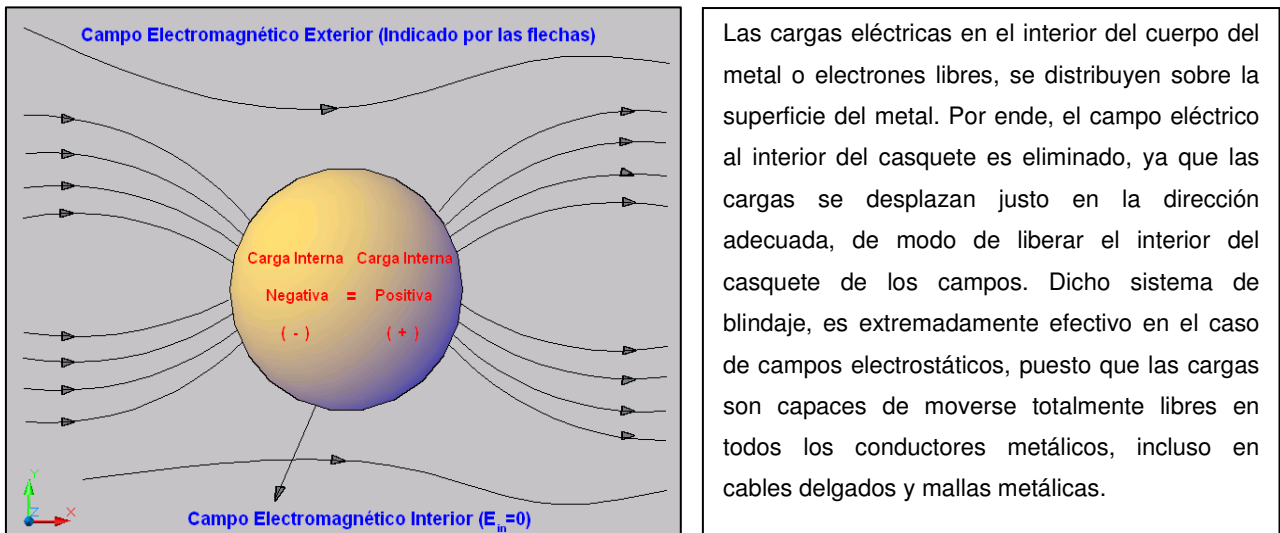 Campo Electromagnético Exterior (Indicado por las flechas)
Carga Interna Carga Interna
Negativa = Positiva
( - ) ( + )
Y
Z X
Campo Electromagnético Interior (E_in=0)
Las cargas eléctricas en el interior del cuerpo del
metal o electrones libres, se distribuyen sobre la
superficie del metal. Por ende, el campo eléctrico
al interior del casquete es eliminado, ya que las
cargas se desplazan justo en la dirección
adecuada, de modo de liberar el interior del
casquete de los campos. Dicho sistema de
blindaje, es extremadamente efectivo en el caso
de campos electrostáticos, puesto que las cargas
son capaces de moverse totalmente libres en
todos los conductores metálicos, incluso en
cables delgados y mallas metálicas.